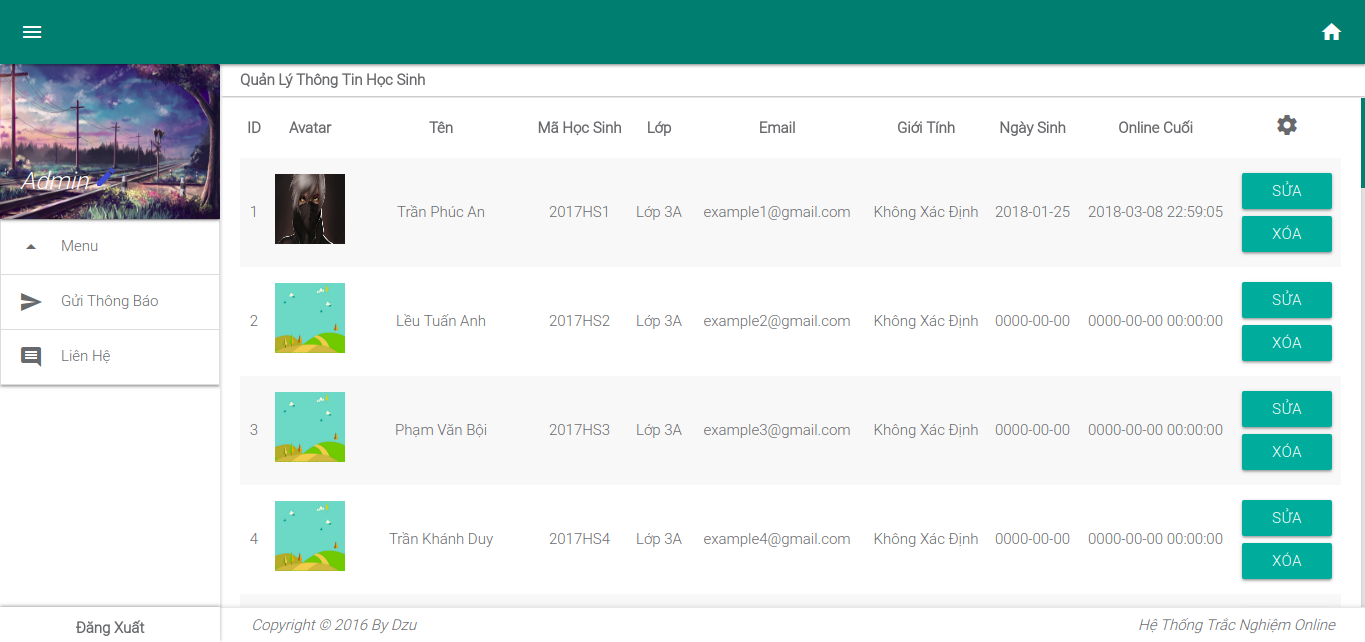 Quản Lý Thông Tin Học Sinh
Admin
Menu
Gửi Thông Báo
Liên Hệ
Đăng Xuất
ID Avatar Tên Mã Học Sinh Lớp Email Giới Tính Ngày Sinh Online Cuối
1 Trần Phúc An 2017HS1 Lớp 3A example1@gmail.com Không Xác Định 2018-01-25 2018-03-08 22:59:05 SỬA
XÓA
2 Lều Tuấn Anh 2017HS2 Lớp 3A example2@gmail.com Không Xác Định 0000-00-00 0000-00-00 00:00:00 SỬA
XÓA
3 Phạm Văn Bội 2017HS3 Lớp 3A example3@gmail.com Không Xác Định 0000-00-00 0000-00-00 00:00:00 SỬA
XÓA
4 Trần Khánh Duy 2017HS4 Lớp 3A example4@gmail.com Không Xác Định 0000-00-00 0000-00-00 00:00:00 SỬA
XÓA
Copyright © 2016 By Dzu
Hệ Thống Trắc Nghiệm Online